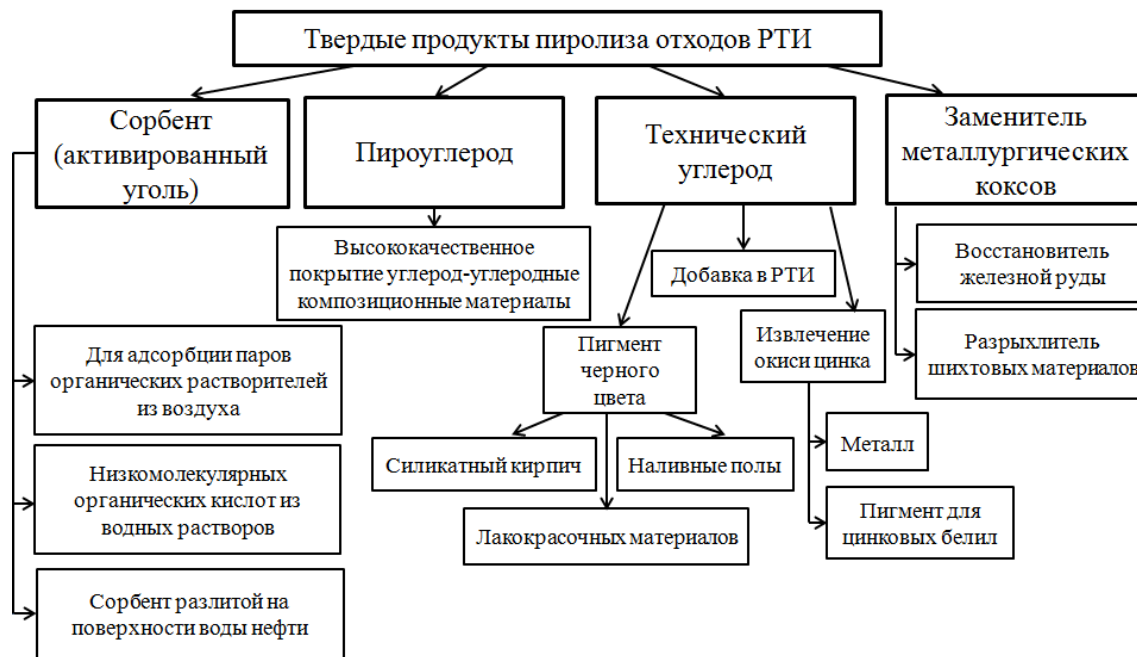 Твердые продукты пиролиза отходов РТИ
Сорбент
(активированный
уголь)
Пироуглерод
Технический
углерод
Заменитель
металлургических
коксов
Высококачественное
покрытие углерод-углеродные
композиционные материалы
Добавка в РТИ
Восстановитель
железной руды
Для адсорбции паров
органических растворителей
из воздуха
Пигмент
черного
цвета
Извлечение
окиси цинка
Разрыхлитель
шихтовых материалов
Силикатный кирпич
Наливные полы
Металл
Низкомолекулярных
органических кислот из
водных растворов
Лакокрасочных материалов
Пигмент для
цинковых белил
Сорбент разлитой на
поверхности воды нефти